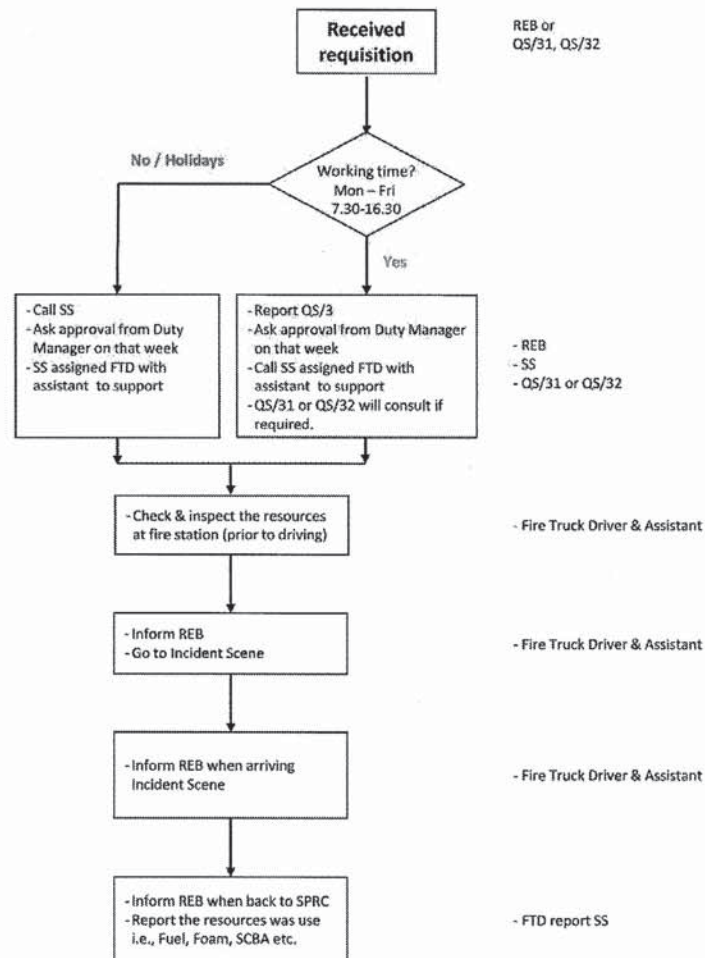 Received
requisition
REB or
QS/31, QS/32
No / Holidays
Working time?
Mon – Fri
7.30-16.30
Yes
- Call SS
- Ask approval from Duty
Manager on that week
- SS assigned FTD with
assistant to support
- Report QS/3
- Ask approval from Duty Manager
on that week
- Call SS assigned FTD with
assistant to support
- QS/31 or QS/32 will consult if
required.
- REB
- SS
- QS/31 or QS/32
- Check & inspect the resources
at fire station (prior to driving)
- Fire Truck Driver & Assistant
- Inform REB
- Go to Incident Scene
- Fire Truck Driver & Assistant
- Inform REB when arriving
Incident Scene
- Fire Truck Driver & Assistant
- Inform REB when back to SPRC
- Report the resources was use
i.e., Fuel, Foam, SCBA etc.
- FTD report SS